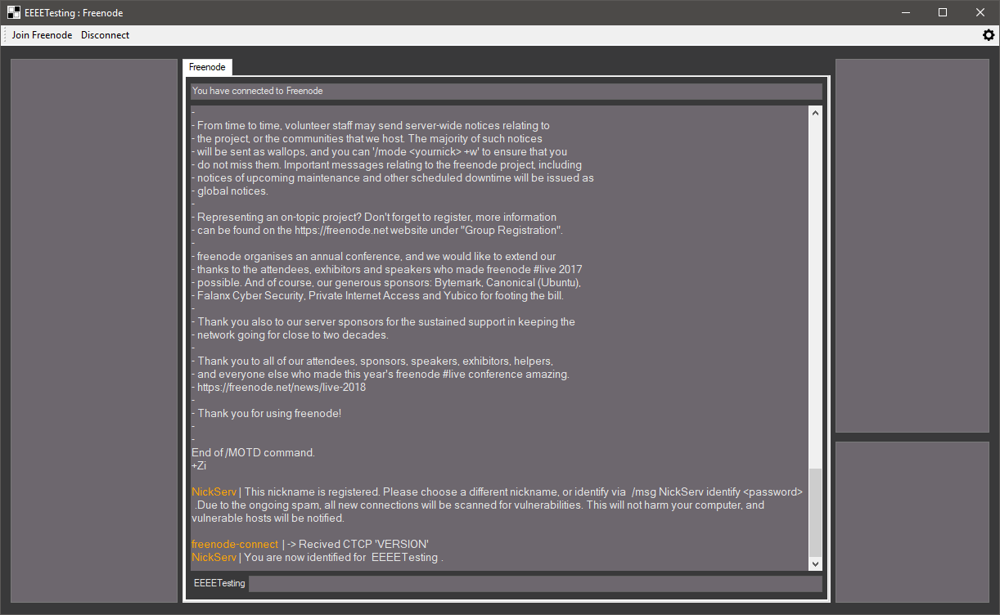 EEEETesting : Freenode
Join Freenode Disconnect
Freenode
You have connected to Freenode
-
- From time to time, volunteer staff may send server-wide notices relating to
- the project, or the communities that we host. The majority of such notices
- will be sent as wallops, and you can '/mode <yournick> +w' to ensure that you
- do not miss them. Important messages relating to the freenode project, including
- notices of upcoming maintenance and other scheduled downtime will be issued as
- global notices.
-
- Representing an on-topic project? Don't forget to register, more information
- can be found on the https://freenode.net website under "Group Registration".
-
- freenode organises an annual conference, and we would like to extend our
- thanks to the attendees, exhibitors and speakers who made freenode #live 2017
- possible. And of course, our generous sponsors: Bytemark, Canonical (Ubuntu),
- Falanx Cyber Security, Private Internet Access and Yubico for footing the bill.
-
- Thank you also to our server sponsors for the sustained support in keeping the
- network going for close to two decades.
-
- Thank you to all of our attendees, sponsors, speakers, exhibitors, helpers,
- and everyone else who made this year's freenode #live conference amazing.
- https://freenode.net/news/live-2018
-
- Thank you for using freenode!
-
-
End of /MOTD command.
+Zi
NickServ | This nickname is registered. Please choose a different nickname, or identify via  /msg NickServ identify <password>
.Due to the ongoing spam, all new connections will be scanned for vulnerabilities. This will not harm your computer, and
vulnerable hosts will be notified.
freenode-connect | -> Recived CTCP 'VERSION'
NickServ | You are now identified for  EEEETesting .
EEEETesting